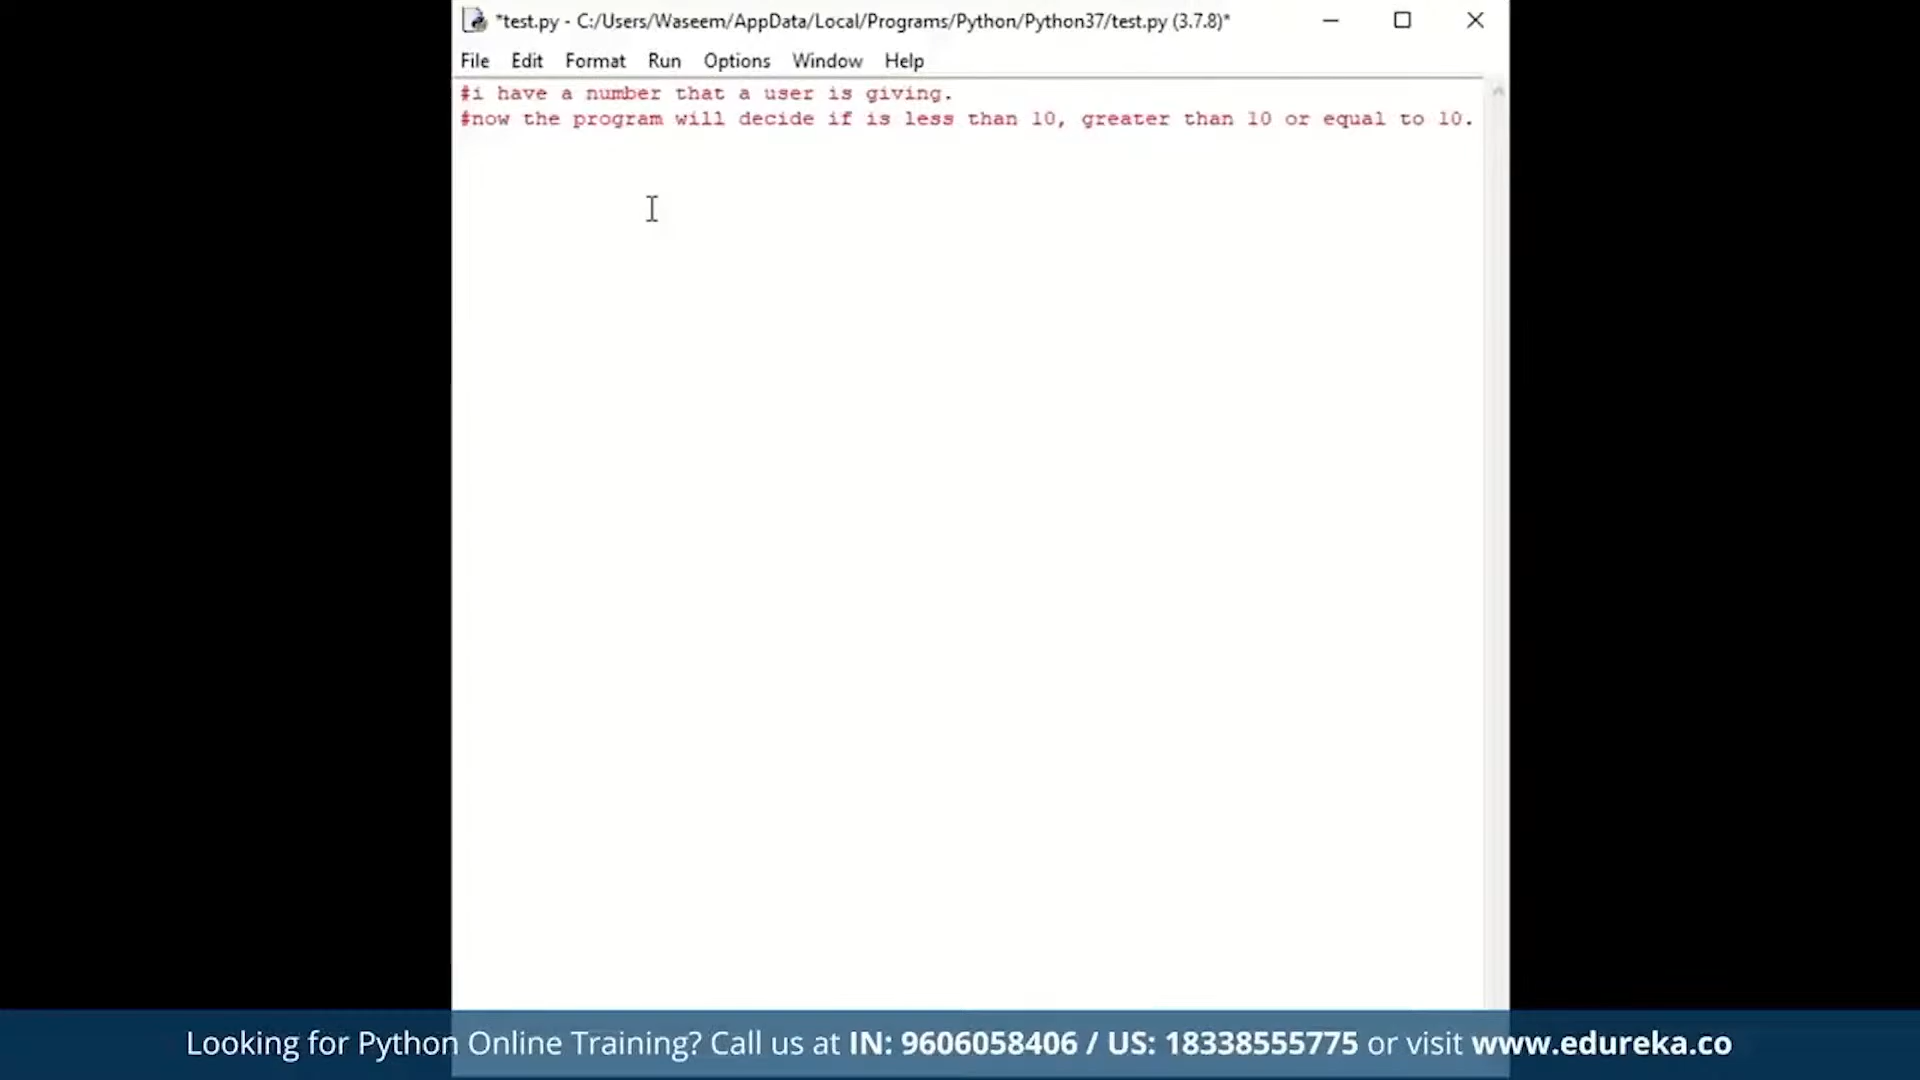 *test.py - C:/Users/Waseem/AppData/Local/Programs/Python/Python37/test.py (3.7.8)*
File Edit Format Run Options Window Help
#i have a number that a user is giving.
#now the program will decide if is less than 10, greater than 10 or equal to 10.
Looking for Python Online Training? Call us at IN: 9606058406 / US: 18338555775 or visit www.edureka.co